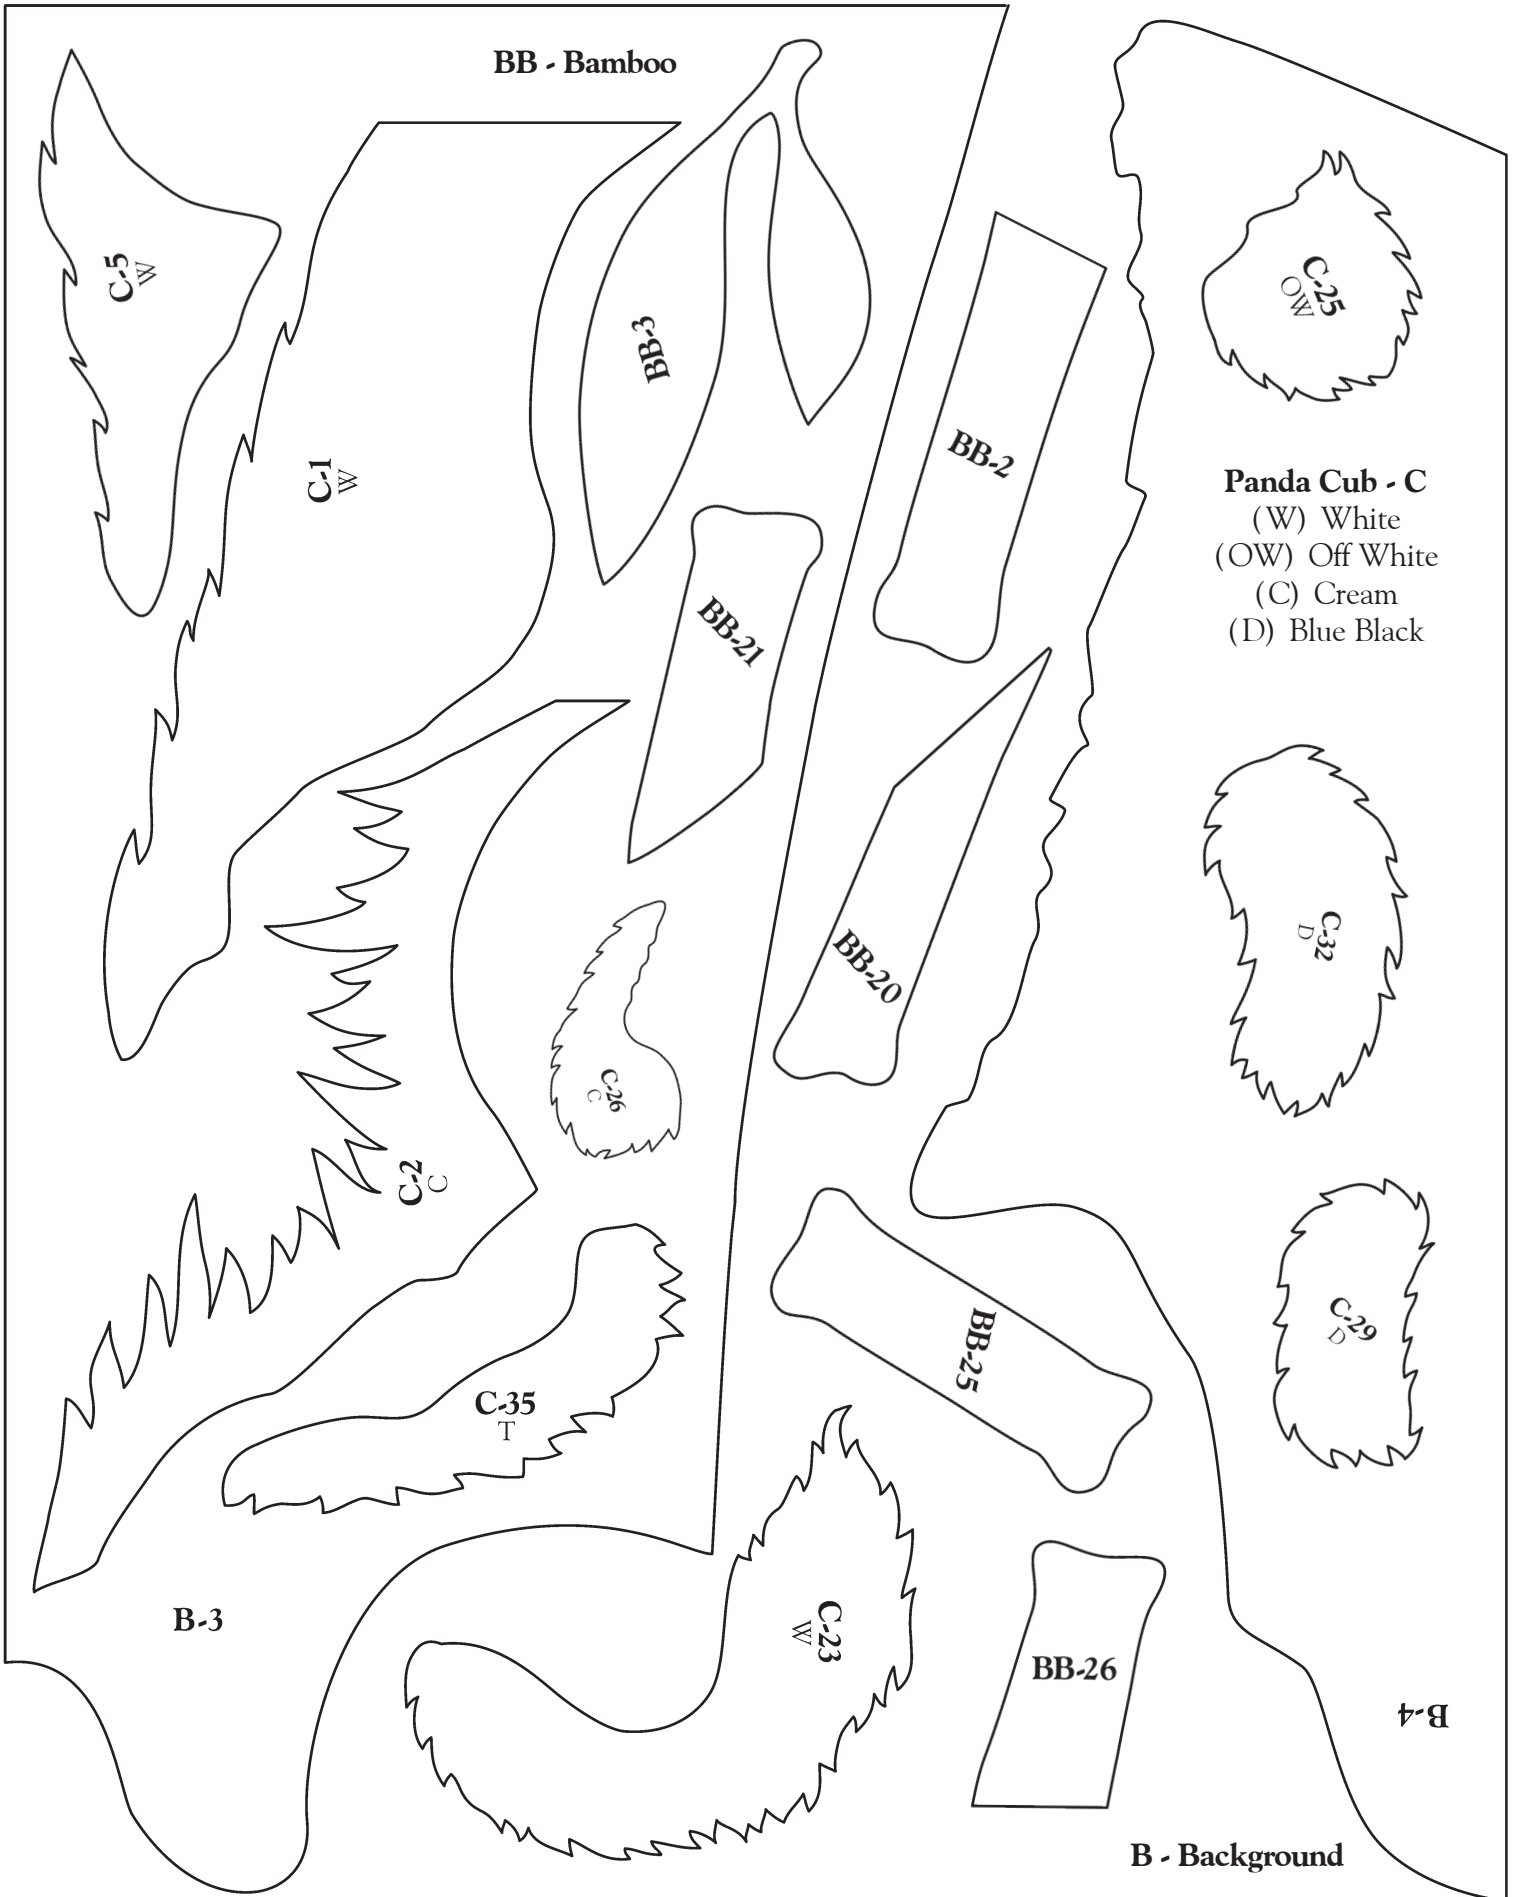 BB - Bamboo
C-5
W
C-25
OW
BB-3
BB-2
C-1
W
Panda Cub - C
(W) White
(OW) Off White
(C) Cream
(D) Blue Black
BB-21
C-32
D
BB-20
C-26
C
C-2
C
C-29
D
BB-25
C-35
T
B-3
C-23
W
BB-26
B-4
B - Background